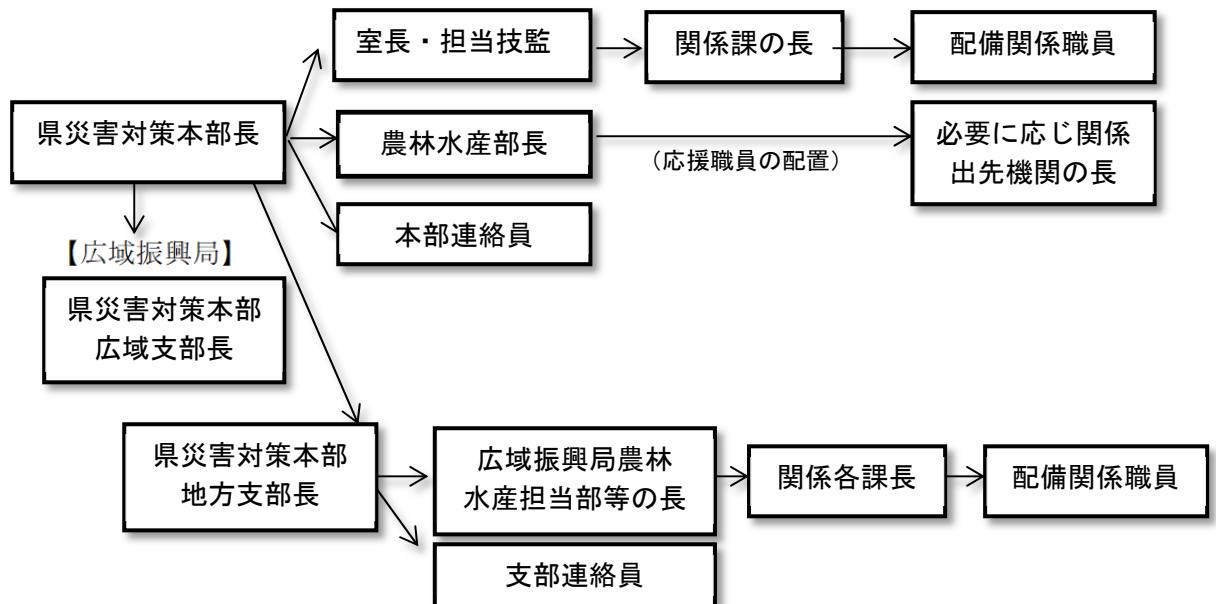 室長・担当技監
関係課の長
配備関係職員
県災害対策本部長
農林水産部長
（応援職員の配置）
必要に応じ関係
出先機関の長
本部連絡員
【広域振興局】
県災害対策本部
広域支部長
県災害対策本部
地方支部長
広域振興局農林
水産担当部等の長
関係各課長
配備関係職員
支部連絡員